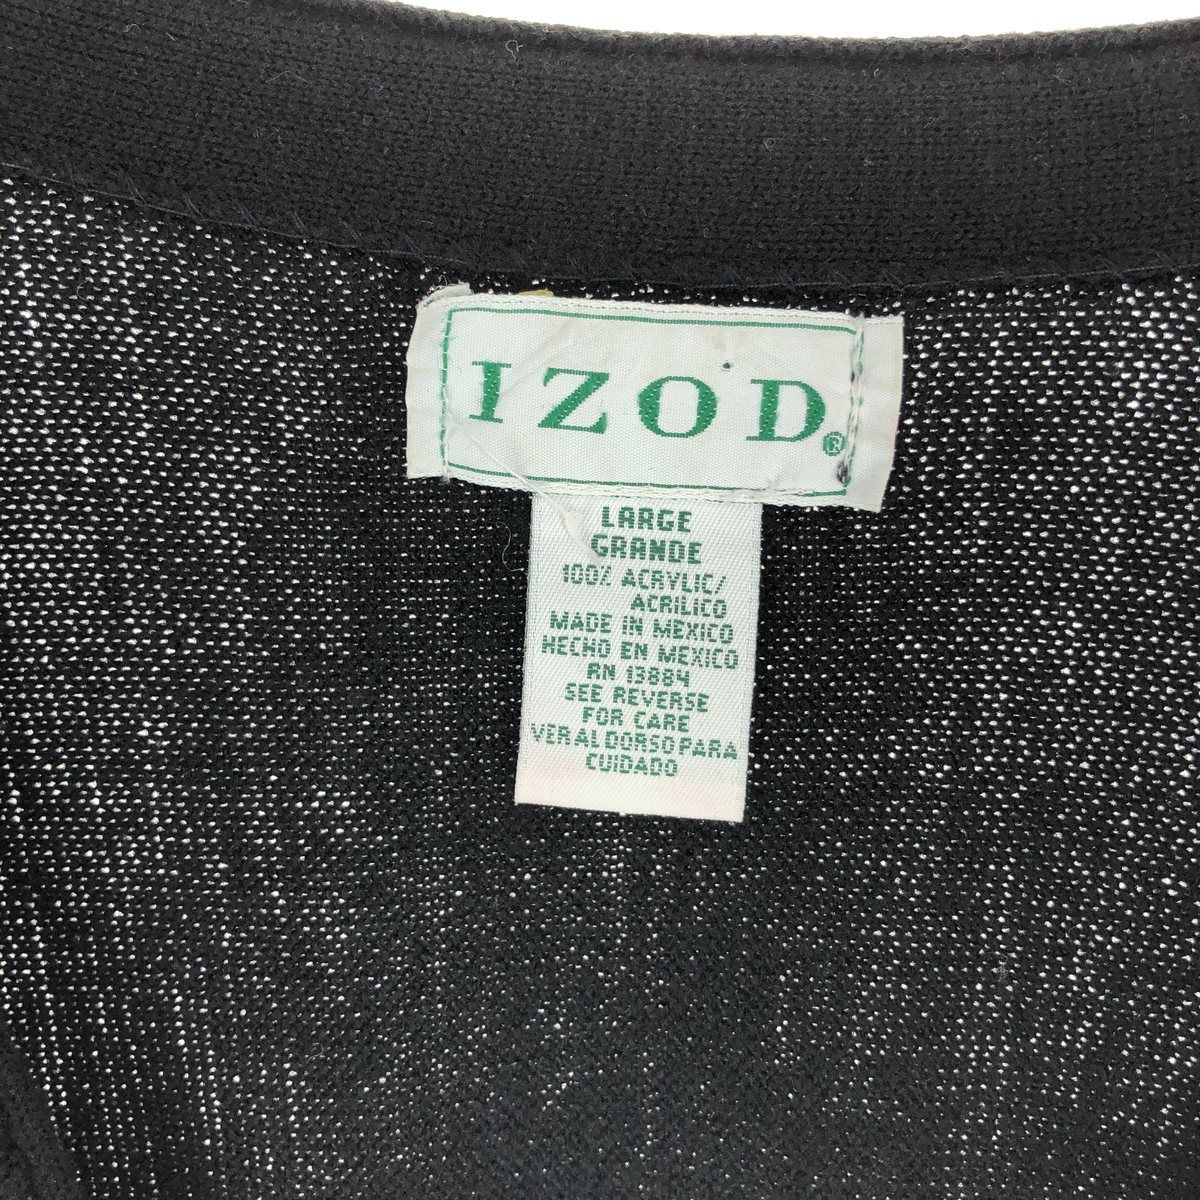 IZOD®
LARGE
GRANDE
100% ACRYLIC/
ACRILICO
MADE IN MEXICO
HECHO EN MEXICO
RN 13884
SEE REVERSE
FOR CARE
VER AL DORSO PARA
CUIDADO